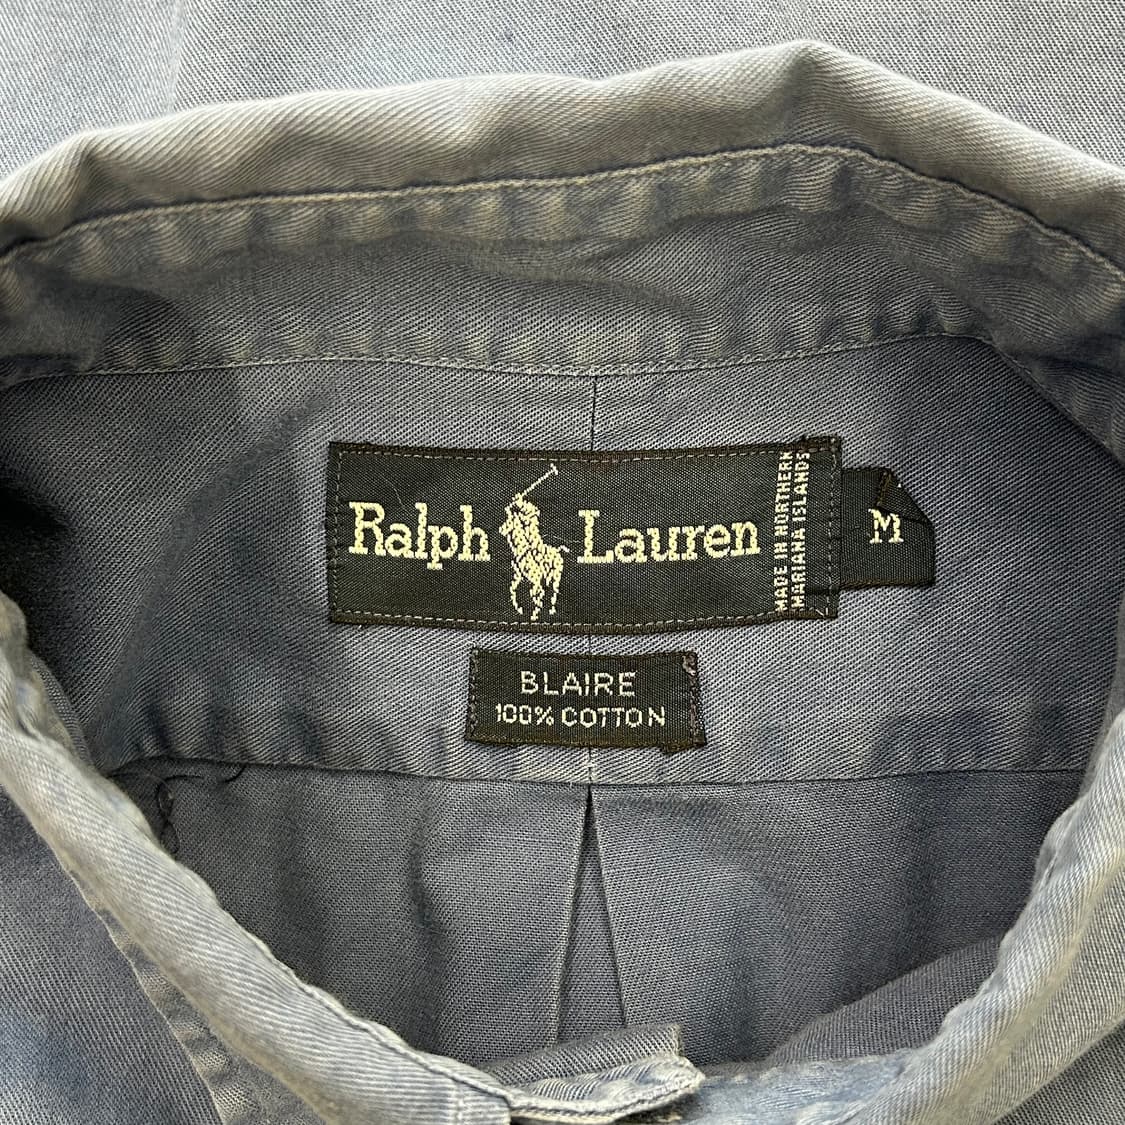 Ralph Lauren
MADE IN NORTHERN
MARIANA ISLANDS
M
BLAIRE
100% COTTON